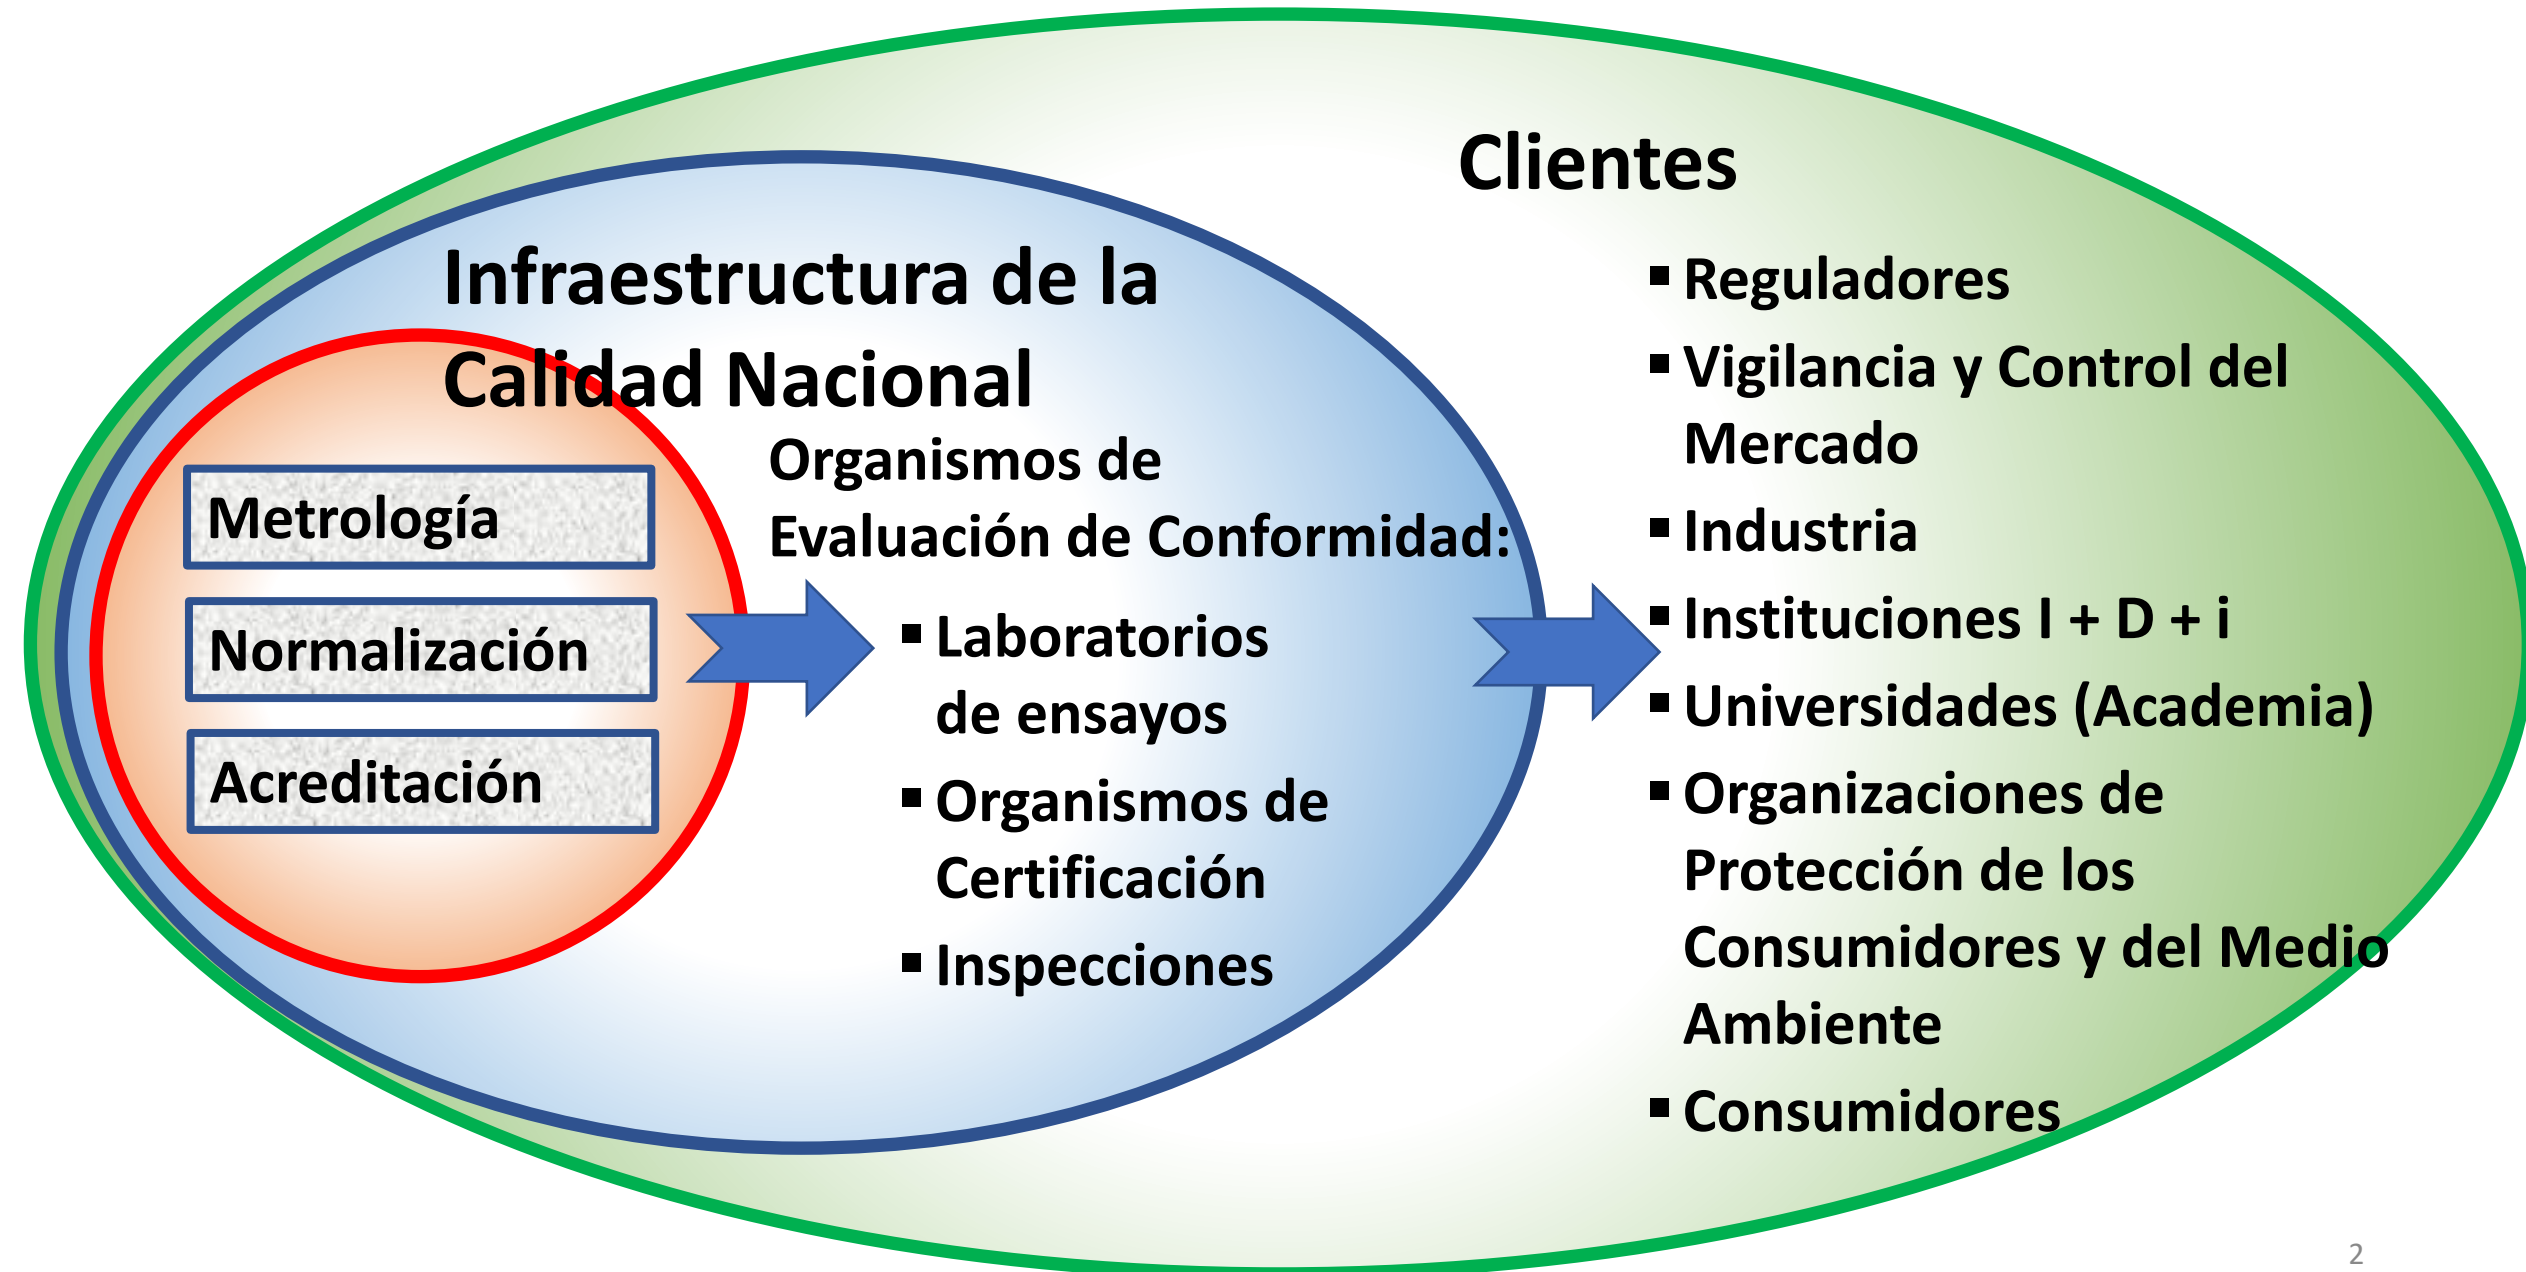 Clientes
Infraestructura de la
Calidad Nacional
Metrología
Normalización
Acreditación
Organismos de
Evaluación de Conformidad:
▪ Laboratorios
de ensayos
▪ Organismos de
Certificación
▪ Inspecciones
▪ Reguladores
▪ Vigilancia y Control del
Mercado
▪ Industria
▪ Instituciones I + D + i
▪ Universidades (Academia)
▪ Organizaciones de
Protección de los
Consumidores y del Medio
Ambiente
▪ Consumidores
2